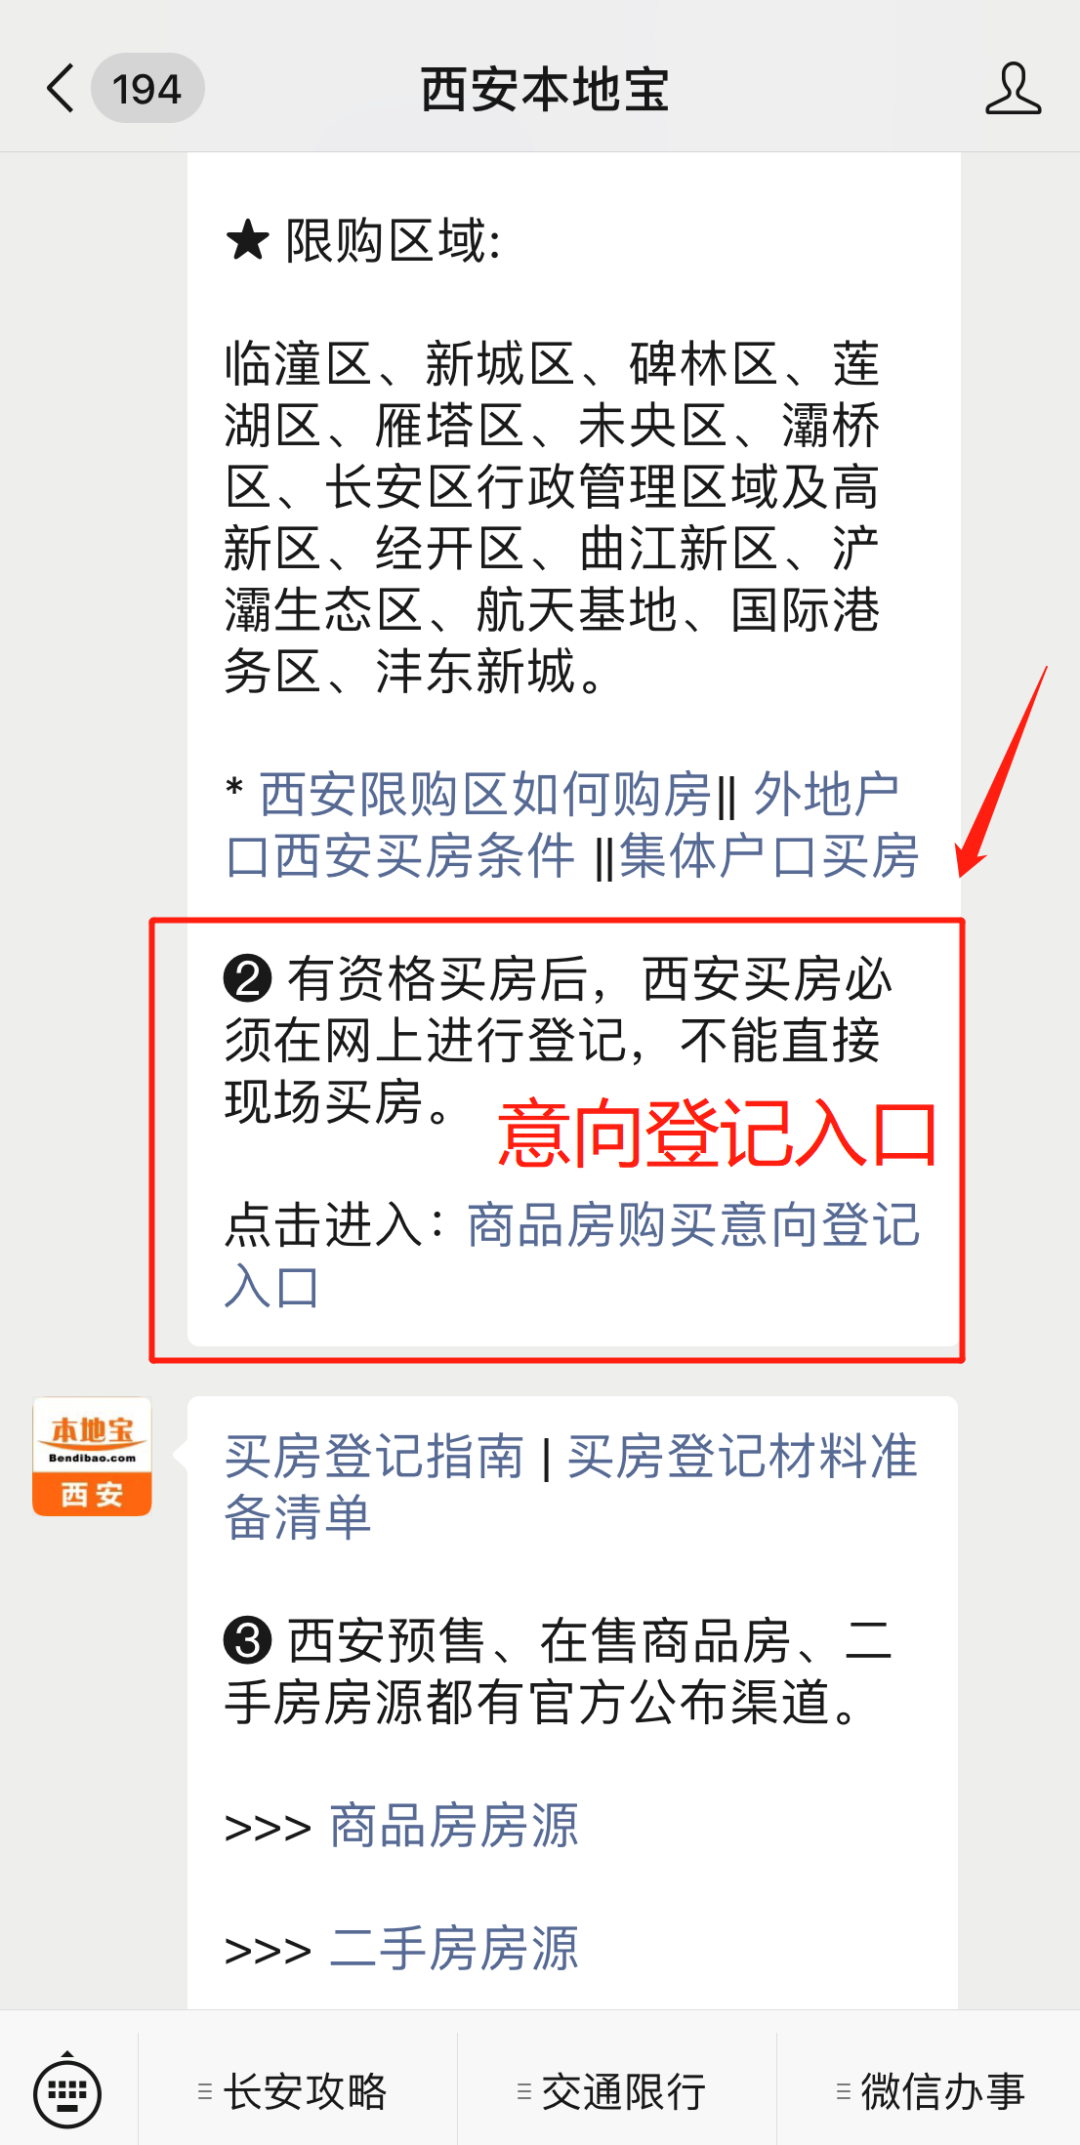 194
西安本地宝
★ 限购区域:
临潼区、新城区、碑林区、莲
湖区、雁塔区、未央区、灞桥
区、长安区行政管理区域及高
新区、经开区、曲江新区、浐
灞生态区、航天基地、国际港
务区、沣东新城。
* 西安限购区如何购房|| 外地户
口西安买房条件 ||集体户口买房
❷ 有资格买房后，西安买房必
须在网上进行登记，不能直接
现场买房。
意向登记入口
点击进入：商品房购买意向登记
入口
本地宝
Bendibao.com
西安
买房登记指南 | 买房登记材料准
备清单
❸ 西安预售、在售商品房、二
手房房源都有官方公布渠道。
>>> 商品房房源
>>> 二手房房源
长安攻略
交通限行
微信办事